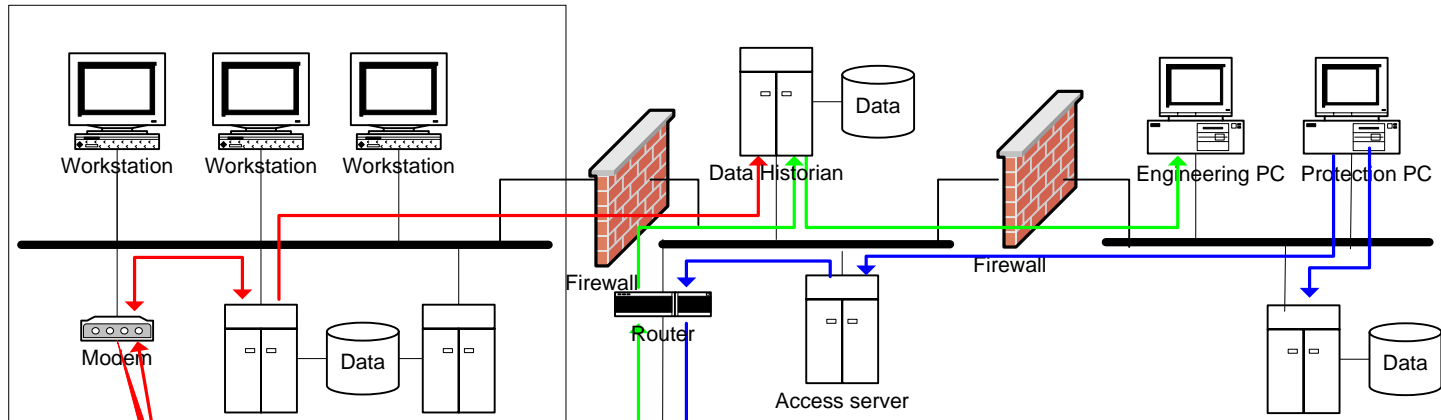 Data
Workstation
Workstation
Workstation
Data Historian
Engineering PC
Protection PC
Firewall
Firewall
Router
Modem
Data
Data
Access server